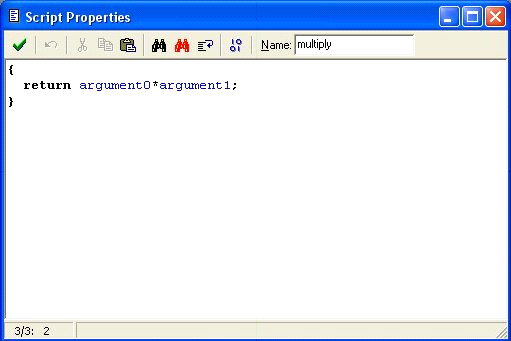 Script Properties
Name: multiply
{
  return argument0*argument1;
}
3/3: 2